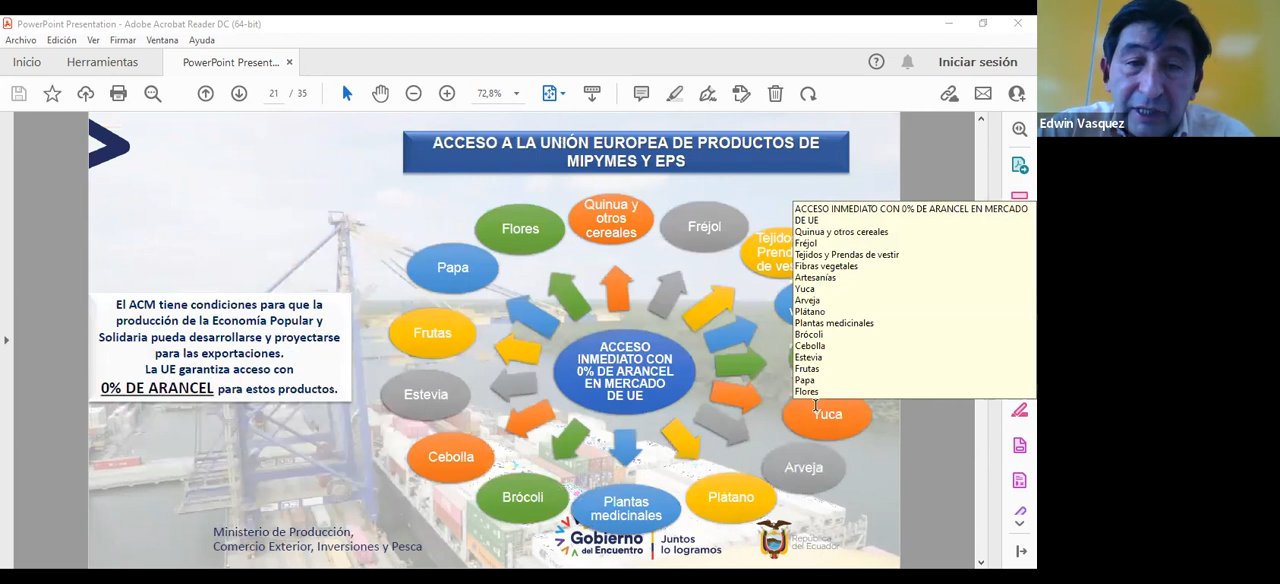 PowerPoint Presentation - Adobe Acrobat Reader DC (64-bit)
Archivo Edición Ver Firmar Ventana Ayuda
Inicio Herramientas PowerPoint Present... × Iniciar sesión
21 / 35 72,8%
Edwin Vasquez
ACCESO A LA UNIÓN EUROPEA DE PRODUCTOS DE
MIPYMES Y EPS
El ACM tiene condiciones para que la
producción de la Economía Popular y
Solidaria pueda desarrollarse y proyectarse
para las exportaciones.
La UE garantiza acceso con
0% DE ARANCEL para estos productos.
ACCESO
INMEDIATO CON
0% DE ARANCEL
EN MERCADO
DE UE
Quinua y
otros
cereales
Fréjol
Tejidos
Prend
de ve
Yuca
Arveja
Plátano
Plantas
medicinales
Brócoli
Cebolla
Estevia
Frutas
Papa
Flores
ACCESO INMEDIATO CON 0% DE ARANCEL EN MERCADO
DE UE
Quinua y otros cereales
Fréjol
Tejidos y Prendas de vestir
Fibras vegetales
Artesanías
Yuca
Arveja
Plátano
Plantas medicinales
Brócoli
Cebolla
Estevia
Frutas
Papa
Flores
Ministerio de Producción,
Comercio Exterior, Inversiones y Pesca
Gobierno
del Encuentro
Juntos
lo logramos
República
del Ecuador